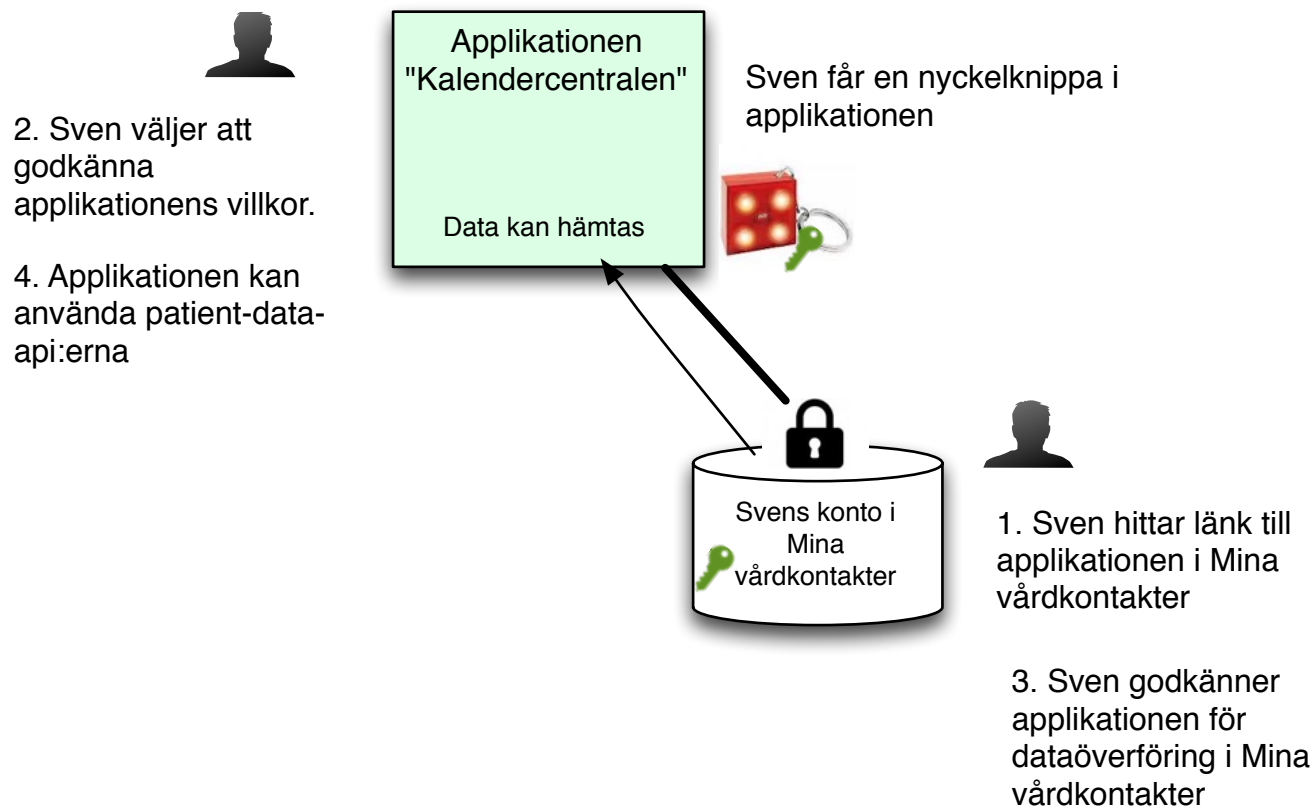 Applikationen
"Kalendercentralen"
Data kan hämtas
Sven får en nyckelknippa i
applikationen
2. Sven väljer att
godkänna
applikationens villkor.
4. Applikationen kan
använda patient-data-
api:erna
Svens konto i
Mina
vårdkontakter
1. Sven hittar länk till
applikationen i Mina
vårdkontakter
3. Sven godkänner
applikationen för
dataöverföring i Mina
vårdkontakter